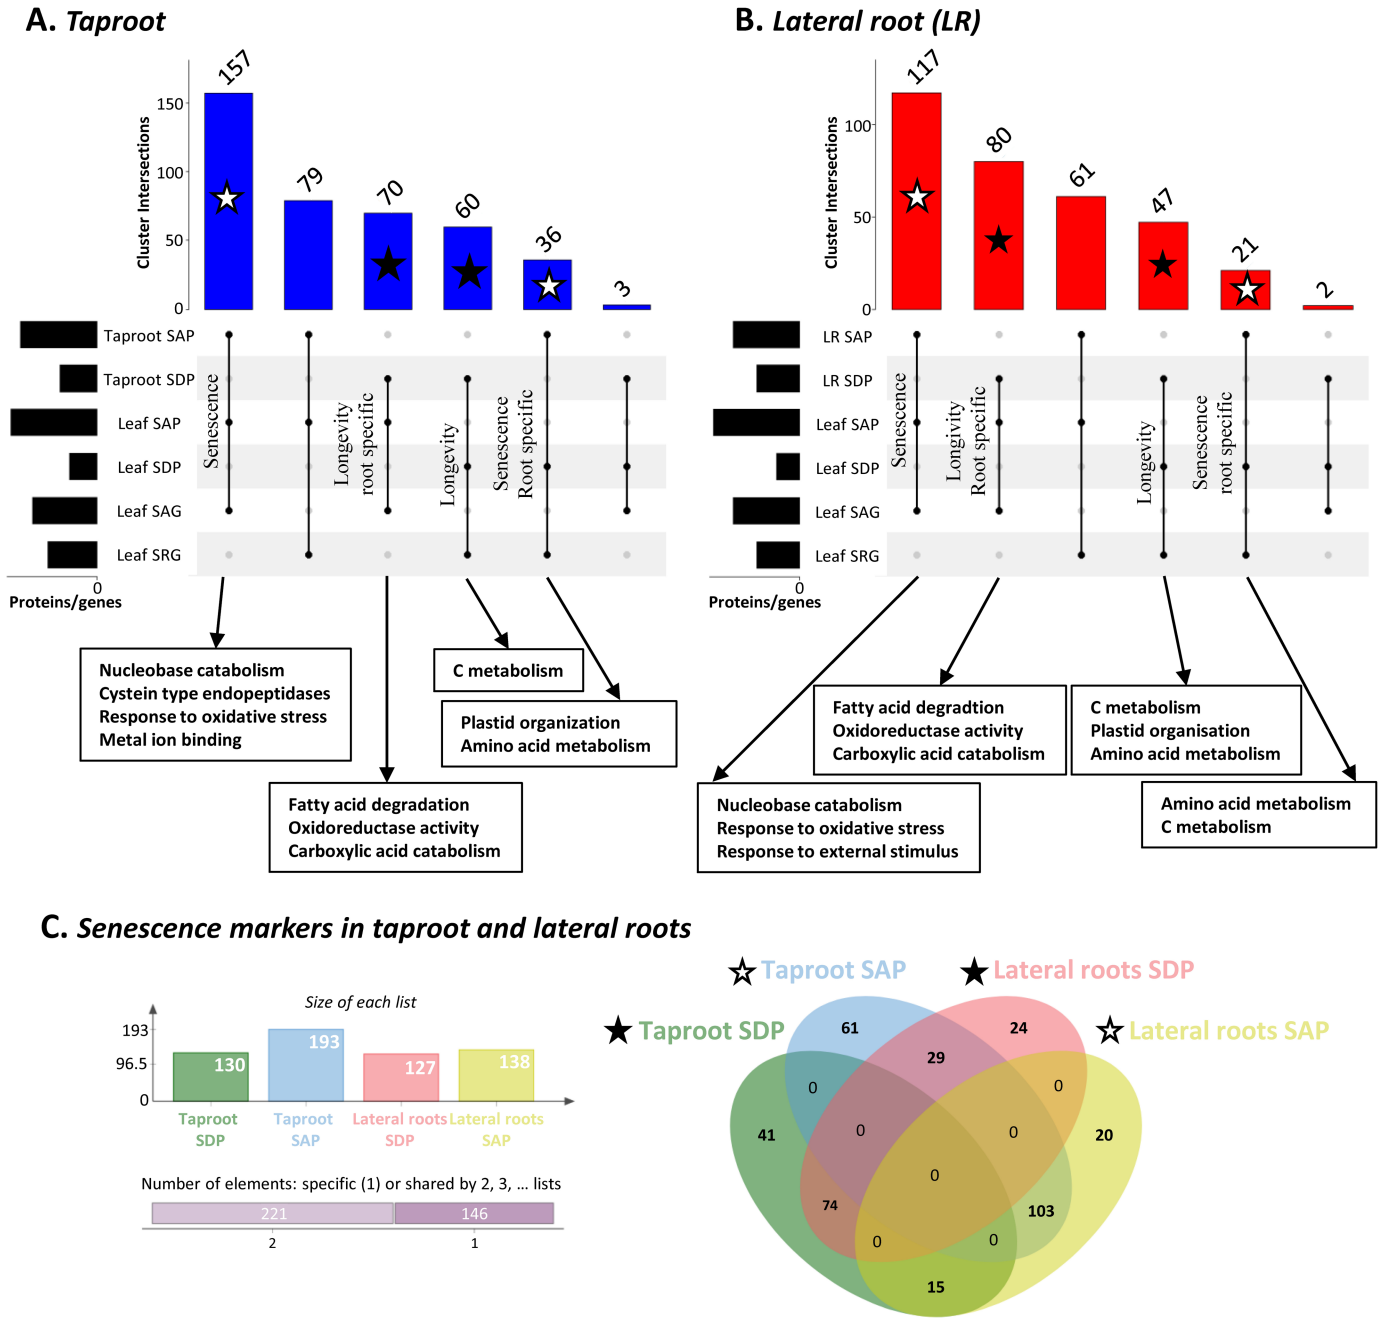 A. Taproot
157
79
70
60
36
3
Cluster Intersections
150
100
50
0
Taproot SAP
Taproot SDP
Leaf SAP
Leaf SDP
Leaf SAG
Leaf SRG
Senescence
Longevity
root specific
Longevity
Senescence
Root specific
0
Proteins/genes
Nucleobase catabolism
Cystein type endopeptidases
Response to oxidative stress
Metal ion binding
Fatty acid degradation
Oxidoreductase activity
Carboxylic acid catabolism
C metabolism
Plastid organization
Amino acid metabolism
B. Lateral root (LR)
117
80
61
47
21
2
Cluster Intersections
100
50
0
LR SAP
LR SDP
Leaf SAP
Leaf SDP
Leaf SAG
Leaf SRG
Senescence
Longivity
Root specific
Longevity
Senescence
root specific
0
Proteins/genes
Nucleobase catabolism
Response to oxidative stress
Response to external stimulus
Fatty acid degradtion
Oxidoreductase activity
Carboxylic acid catabolism
C metabolism
Plastid organisation
Amino acid metabolism
Amino acid metabolism
C metabolism
C. Senescence markers in taproot and lateral roots
Size of each list
193
96.5
0
130
193
127
138
Taproot
SDP
Taproot
SAP
Lateral roots
SDP
Lateral roots
SAP
Number of elements: specific (1) or shared by 2, 3, ... lists
221
146
2
1
Taproot SAP
Lateral roots SDP
Taproot SDP
Lateral roots SAP
61
24
29
0
0
41
0
0
20
0
74
103
0
0
15